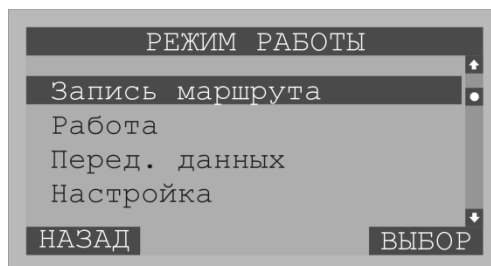 РЕЖИМ РАБОТЫ
Запись маршрута
Работа
Перед. данных
Настройка
НАЗАД ВЫБОР